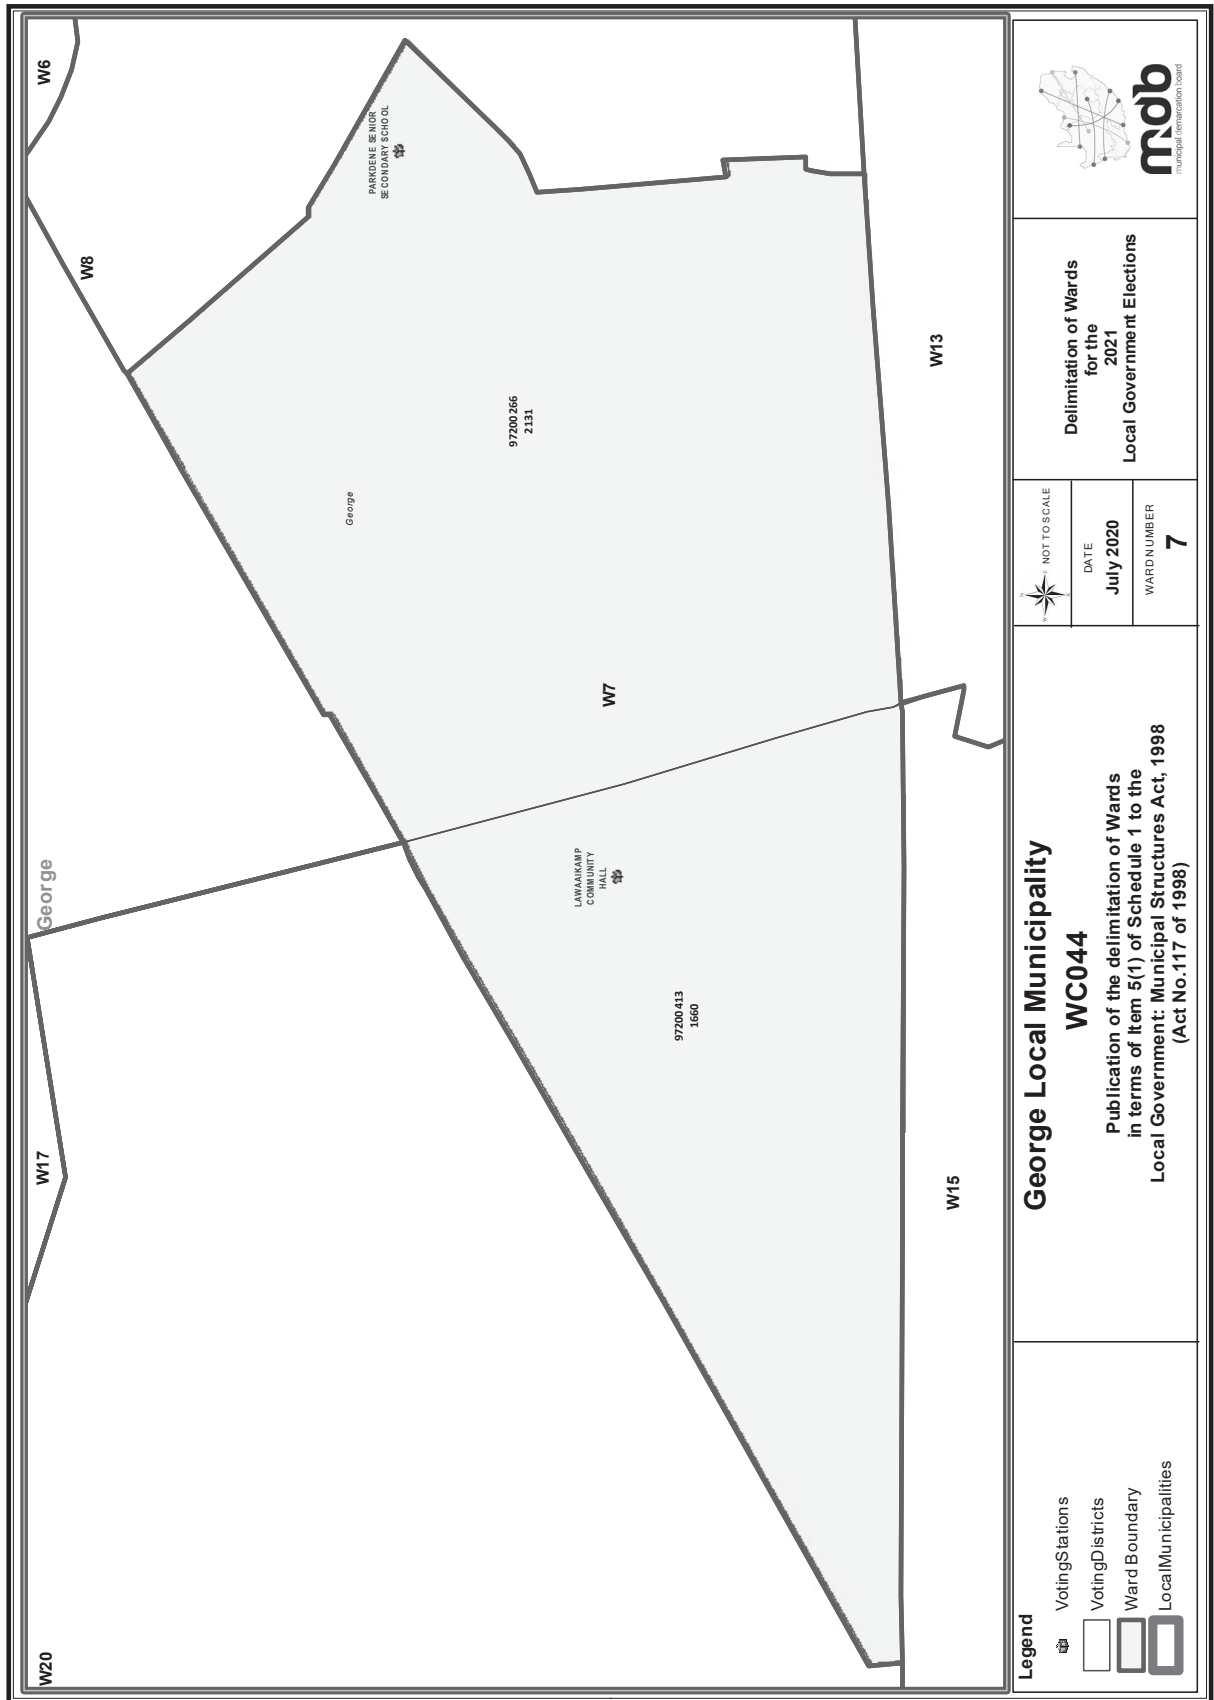 W6
W8
W17
W20
George
PARKDENE SENIOR
SECONDARY SCHOOL
George
97200266
2131
W7
LAWAAIKAMP
COMMUNITY
HALL
97200413
1660
W13
W15
Legend
VotingStations
VotingDistricts
Ward Boundary
LocalMunicipalities
George Local Municipality
WC044
Publication of the delimitation of Wards
in terms of Item 5(1) of Schedule 1 to the
Local Government: Municipal Structures Act, 1998
(Act No.117 of 1998)
N
W E
S
NOT TO SCALE
DATE
July 2020
WARD NUMBER
7
Delimitation of Wards
for the
2021
Local Government Elections
mdb
municipal demarcation board